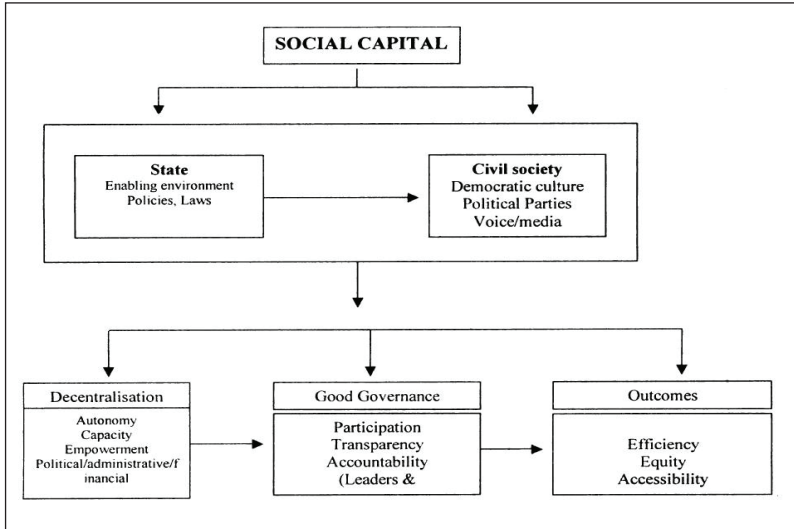 SOCIAL CAPITAL
State
Enabling environment
Policies, Laws
Civil society
Democratic culture
Political Parties
Voice/media
Decentralisation
Autonomy
Capacity
Empowerment
Political/administrative/f
inancial
Good Governance
Participation
Transparency
Accountability
(Leaders &
Outcomes
Efficiency
Equity
Accessibility